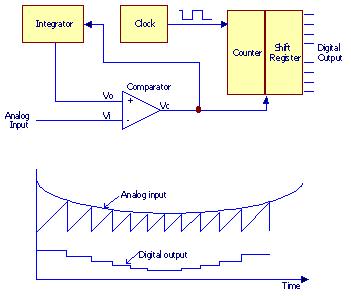 Integrator
Clock
Counter
Shift
Register
Digital
Output
Comparator
Vo
+
Vc
Analog
Input
Vi
-
Analog input
Digital output
Time